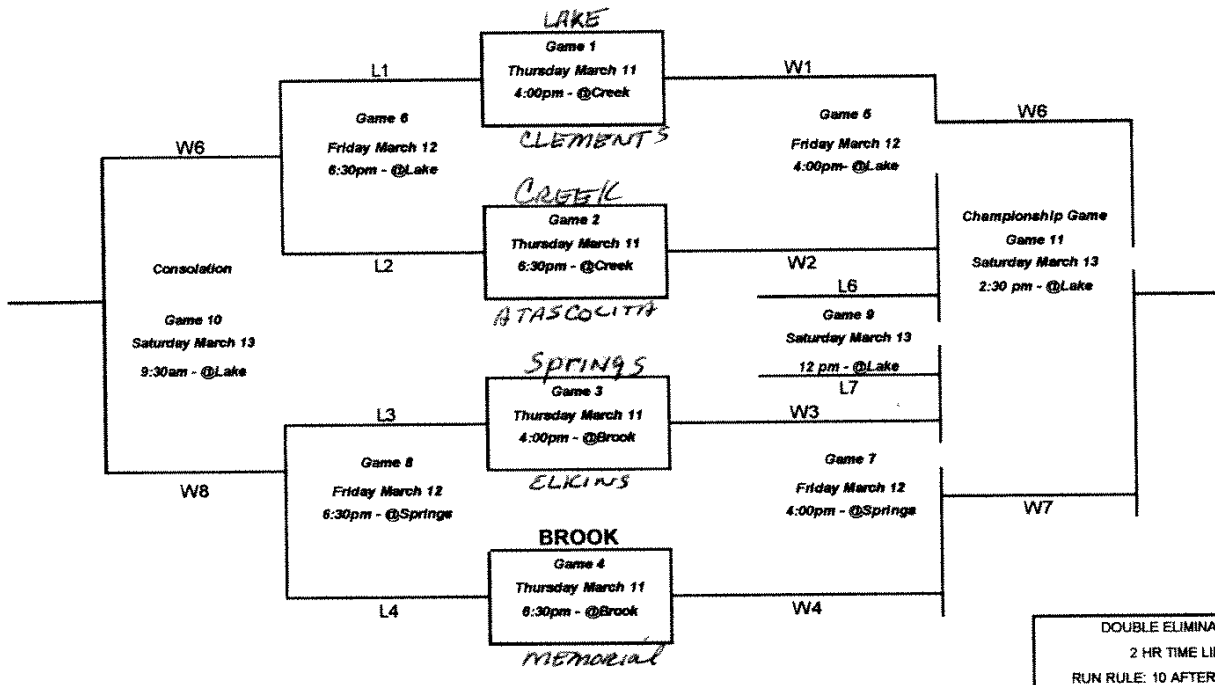 LAKE
Game 1
Thursday March 11
4:00pm - @Creek
CLEMENTS
L1
W1
Game 6
Friday March 12
6:30pm - @Lake
Game 5
Friday March 12
4:00pm- @Lake
W6
W6
CREEK
Game 2
Thursday March 11
6:30pm - @Creek
ATASCOCITA
L2
W2
Consolation
Game 10
Saturday March 13
9:30am - @Lake
Championship Game
Game 11
Saturday March 13
2:30 pm - @Lake
L6
Game 9
Saturday March 13
12 pm - @Lake
L7
Springs
Game 3
Thursday March 11
4:00pm - @Brook
ELKINS
L3
W3
Game 8
Friday March 12
6:30pm - @Springs
Game 7
Friday March 12
4:00pm - @Springs
W8
W7
BROOK
Game 4
Thursday March 11
6:30pm - @Brook
memorial
L4
W4
DOUBLE ELIMINA
2 HR TIME LI
RUN RULE: 10 AFTER